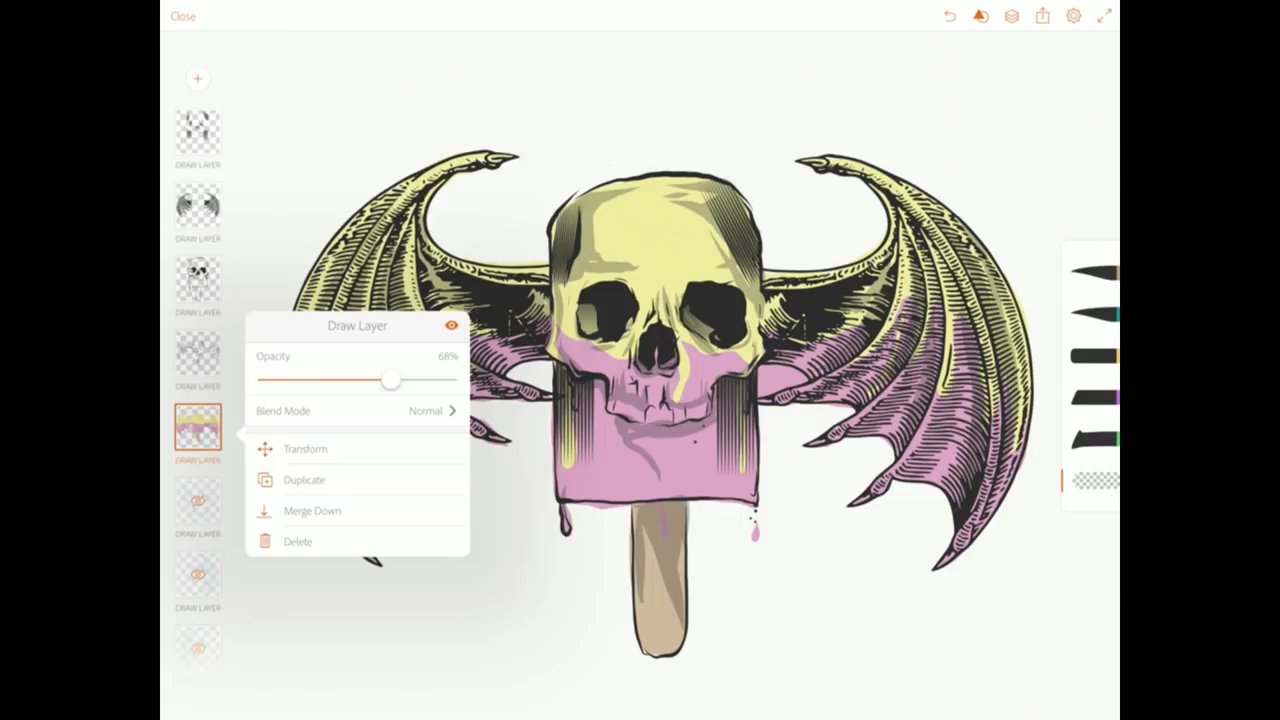 Close
DRAW LAYER
DRAW LAYER
DRAW LAYER
DRAW LAYER
DRAW LAYER
DRAW LAYER
DRAW LAYER
Draw Layer
Opacity 68%
Blend Mode Normal
Transform
Duplicate
Merge Down
Delete